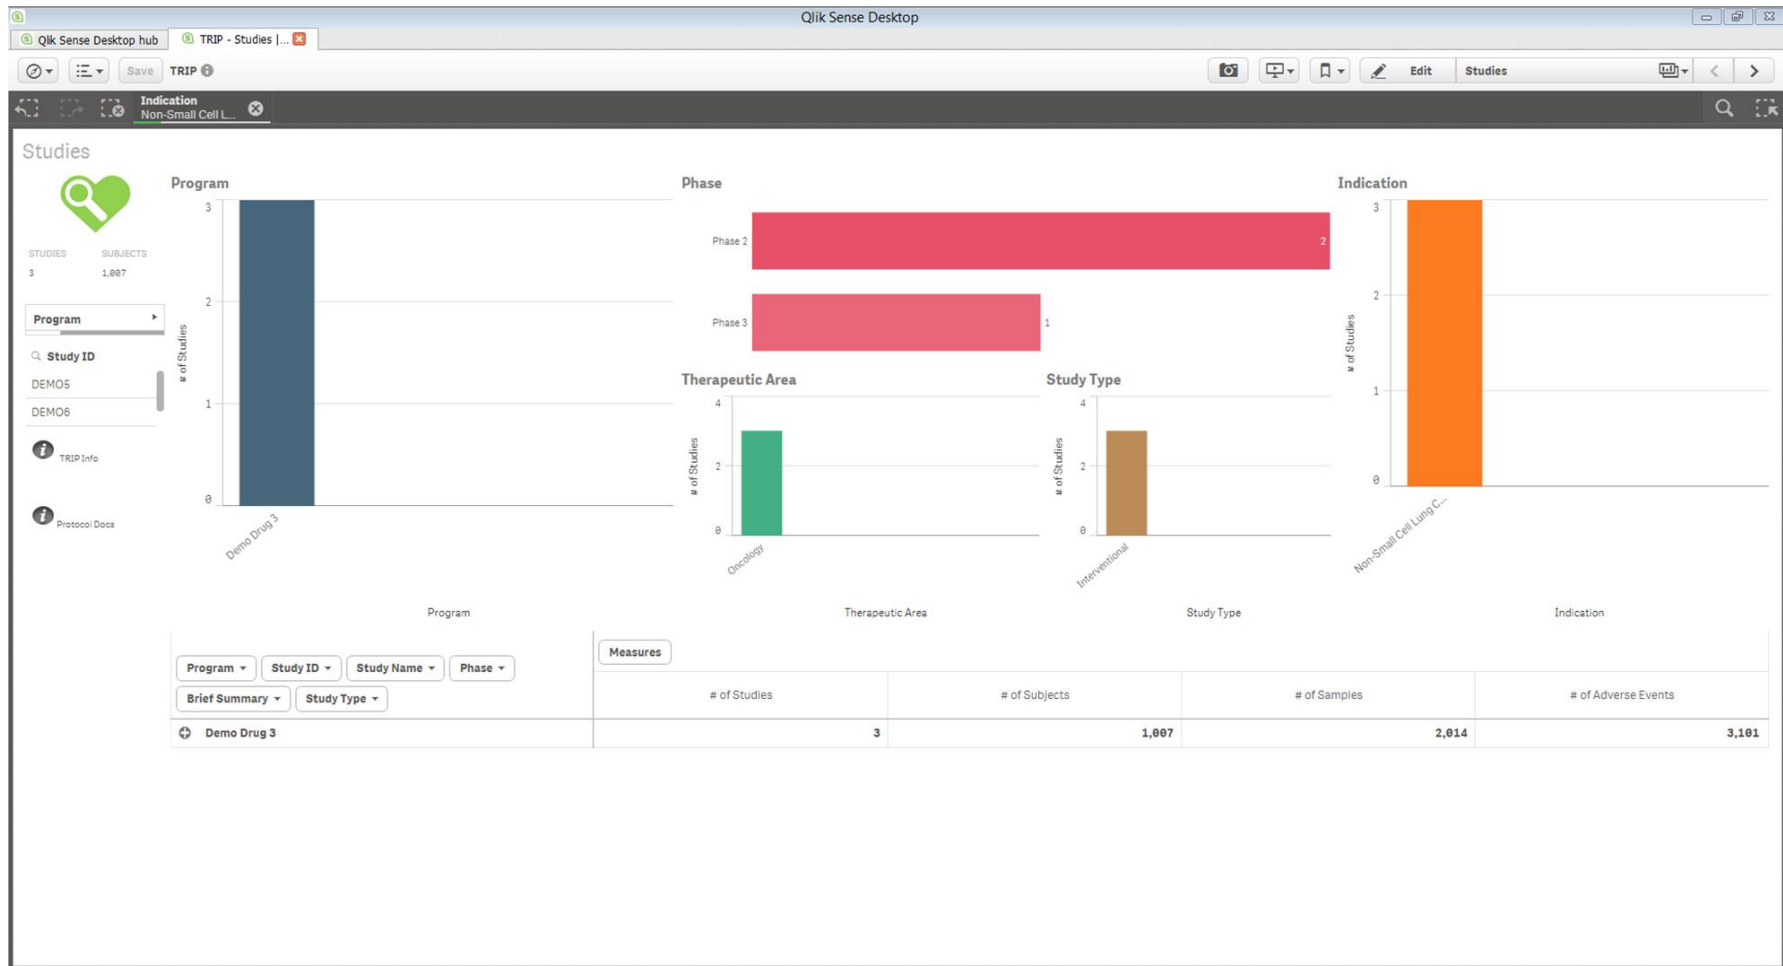 Qlik Sense Desktop
Qlik Sense Desktop hub
TRIP - Studies |...
Save
TRIP
Edit
Studies
Indication
Non-Small Cell L...
Studies
STUDIES SUBJECTS
3 1,007
Program
Study ID
DEMO5
DEMO6
TRIP Info
Protocol Docs
Program
3
2
1
0
# of Studies
Demo Drug 3
Program
Phase
Phase 2
2
Phase 3
1
Therapeutic Area
4
2
0
# of Studies
Oncology
Therapeutic Area
Study Type
4
2
0
# of Studies
Interventional
Study Type
Indication
3
2
1
0
# of Studies
Non-Small Cell Lung C...
Indication
Program Study ID Study Name Phase
Brief Summary Study Type
Measures
# of Studies # of Subjects # of Samples # of Adverse Events
Demo Drug 3 3 1,007 2,014 3,101